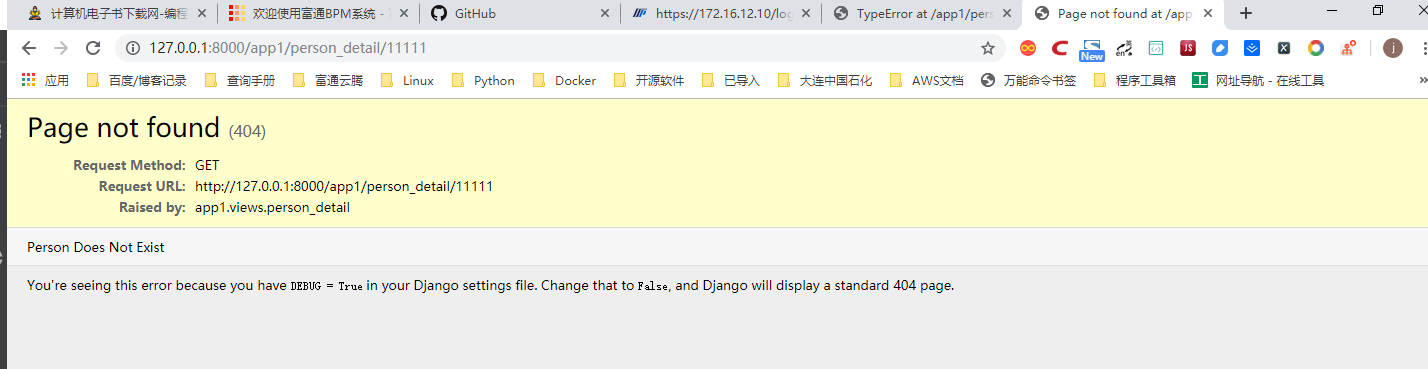 计算机电子书下载网-编程
欢迎使用富通BPM系统 -
GitHub
https://172.16.12.10/log
TypeError at /app1/pers
Page not found at /app
127.0.0.1:8000/app1/person_detail/11111
New
en
JS
X
j
应用
百度/博客记录
查询手册
富通云腾
Linux
Python
Docker
开源软件
已导入
大连中国石化
AWS文档
万能命令书签
程序工具箱
网址导航 - 在线工具
Page not found (404)
Request Method: GET
Request URL: http://127.0.0.1:8000/app1/person_detail/11111
Raised by: app1.views.person_detail
Person Does Not Exist
You're seeing this error because you have DEBUG = True in your Django settings file. Change that to False, and Django will display a standard 404 page.